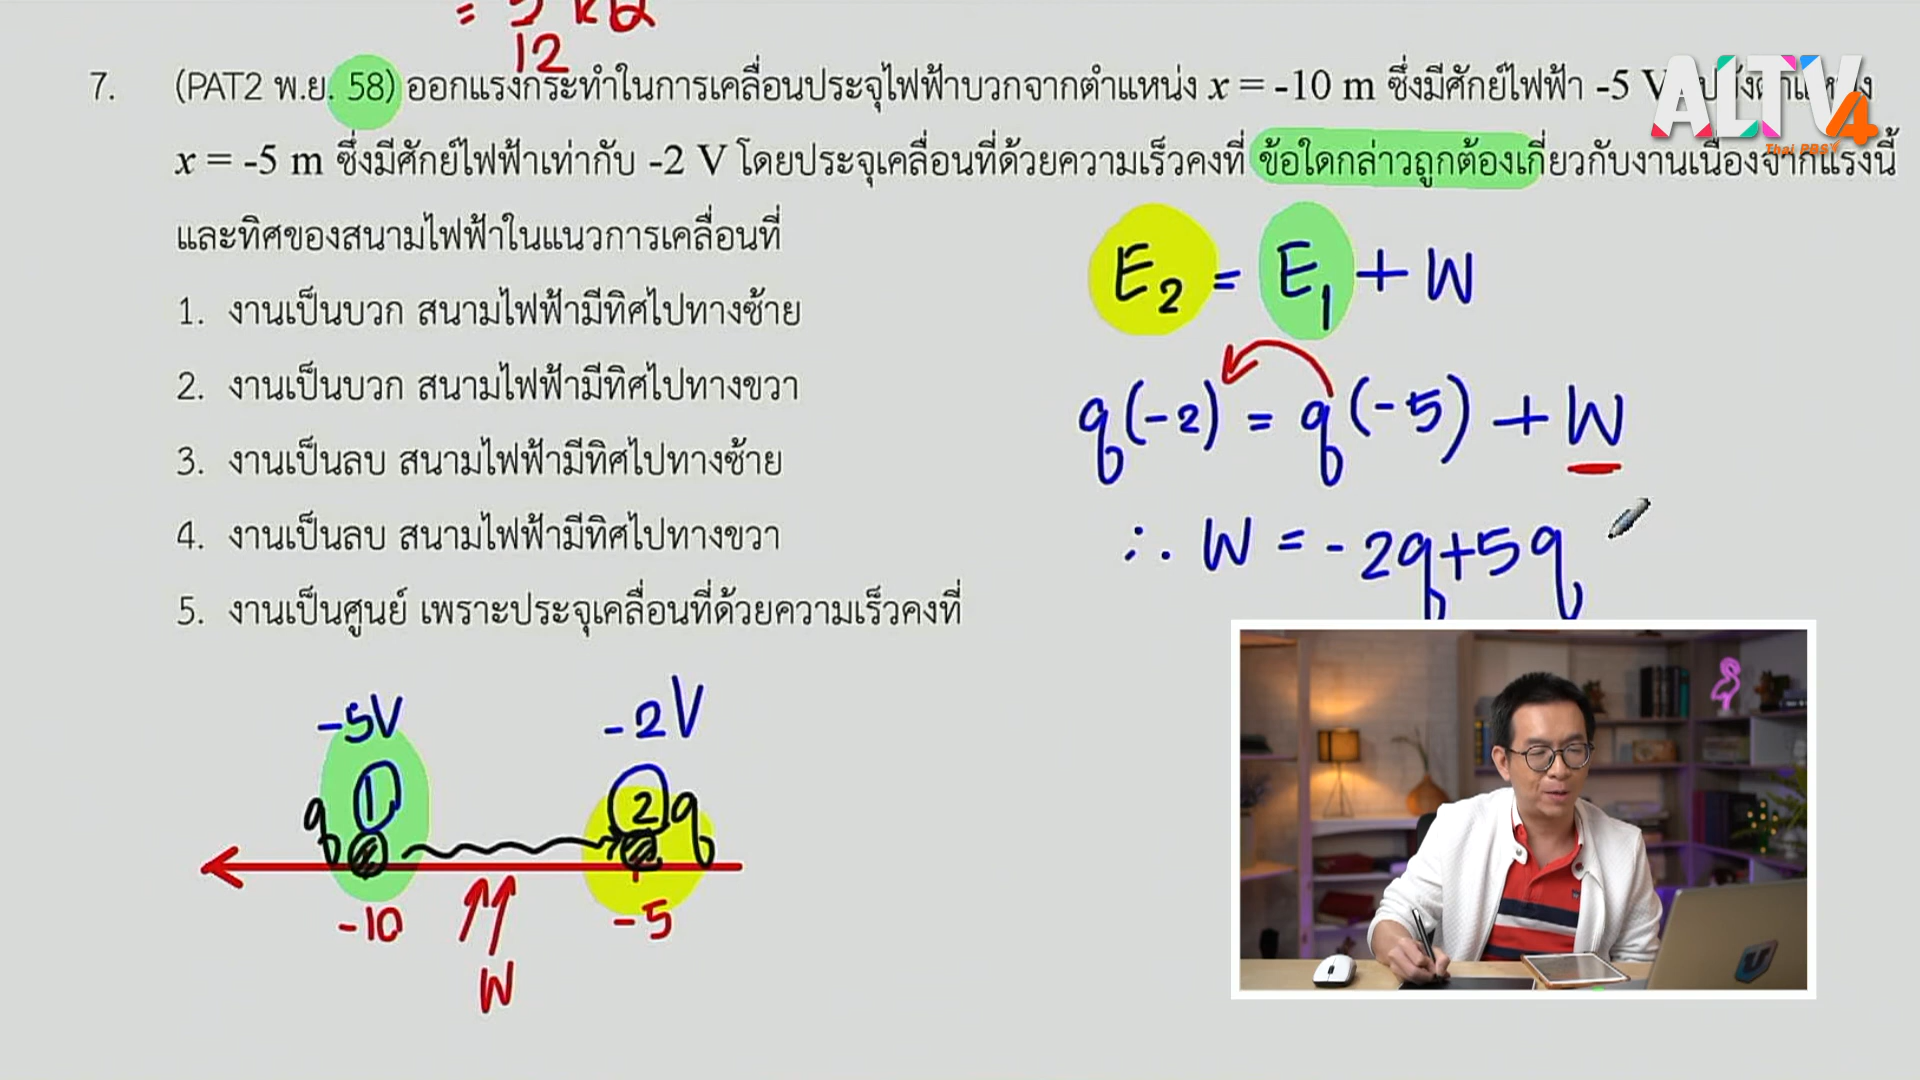 = 5 kΩ
12
7. (PAT2 พ.ย. 58) ออกแรงกระทำในการเคลื่อนประจุไฟฟ้าบวกจากตำแหน่ง x = -10 m ซึ่งมีศักย์ไฟฟ้า -5 V
ALTV4
Thai PBS
x = -5 m ซึ่งมีศักย์ไฟฟ้าเท่ากับ -2 V โดยประจุเคลื่อนที่ด้วยความเร็วคงที่ ข้อใดกล่าวถูกต้องเกี่ยวกับงานเนื่องจากแรงนี้
และทิศของสนามไฟฟ้าในแนวการเคลื่อนที่
1. งานเป็นบวก สนามไฟฟ้ามีทิศไปทางซ้าย
2. งานเป็นบวก สนามไฟฟ้ามีทิศไปทางขวา
3. งานเป็นลบ สนามไฟฟ้ามีทิศไปทางซ้าย
4. งานเป็นลบ สนามไฟฟ้ามีทิศไปทางขวา
5. งานเป็นศูนย์ เพราะประจุเคลื่อนที่ด้วยความเร็วคงที่
E₂ = E₁ + W
q(-2) = q(-5) + W
∴ W = -2q+5q
-5V -2V
q 1 2 q
-10 -5
W